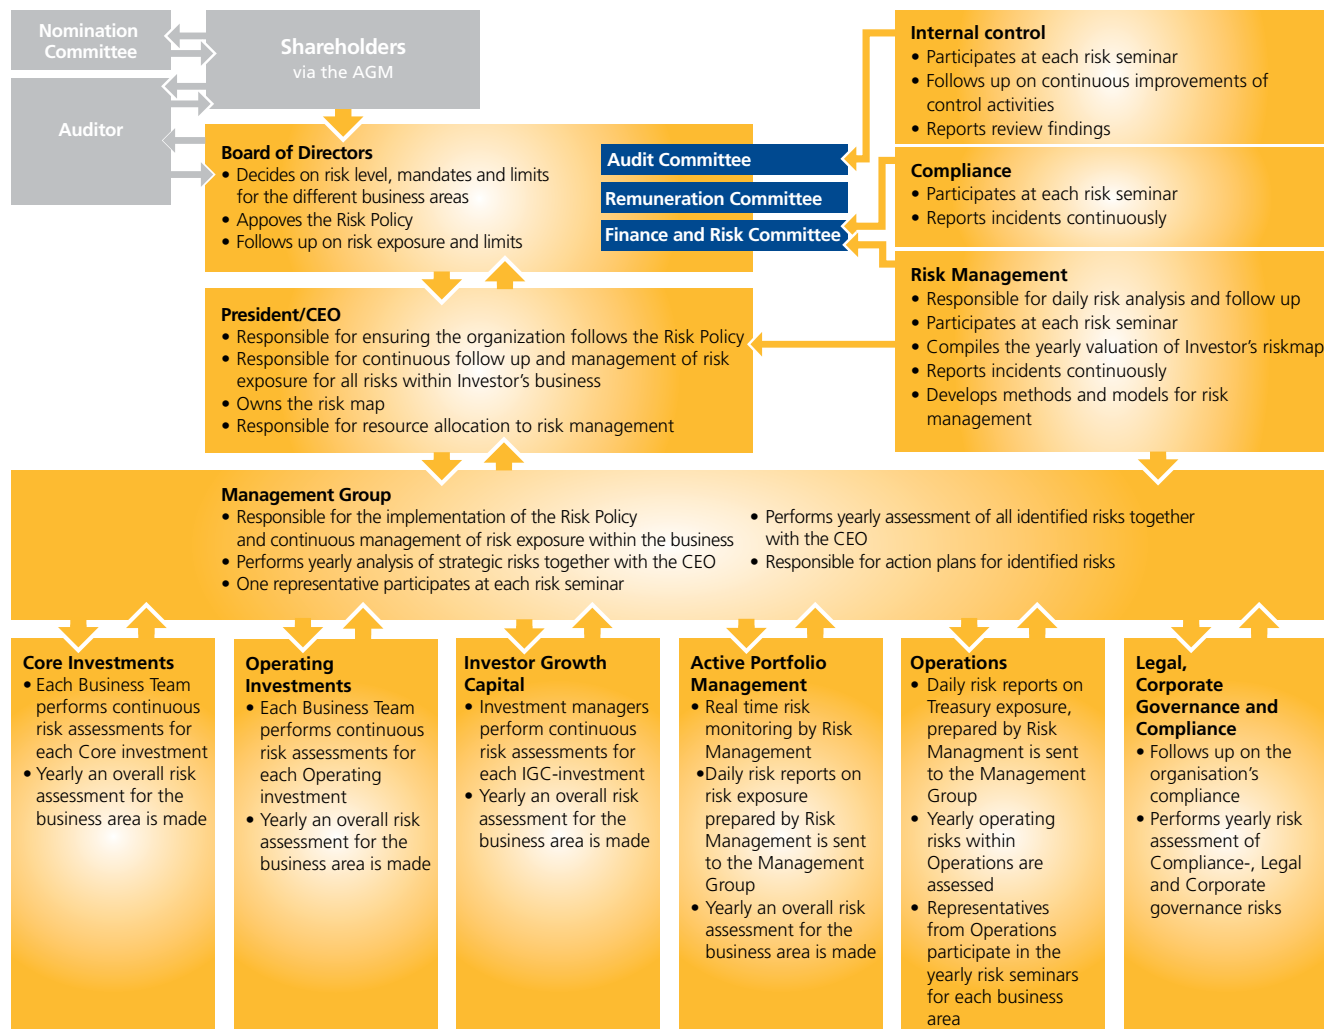 Nomination
Committee
Shareholders
via the AGM
Auditor
Board of Directors
• Decides on risk level, mandates and limits
for the different business areas
• Appoves the Risk Policy
• Follows up on risk exposure and limits
Audit Committee
Remuneration Committee
Finance and Risk Committee
Internal control
• Participates at each risk seminar
• Follows up on continuous improvements of
control activities
• Reports review findings
Compliance
• Participates at each risk seminar
• Reports incidents continuously
Risk Management
• Responsible for daily risk analysis and follow up
• Participates at each risk seminar
• Compiles the yearly valuation of Investor’s riskmap
• Reports incidents continuously
• Develops methods and models for risk
management
President/CEO
• Responsible for ensuring the organization follows the Risk Policy
• Responsible for continuous follow up and management of risk
exposure for all risks within Investor’s business
• Owns the risk map
• Responsible for resource allocation to risk management
Management Group
• Responsible for the implementation of the Risk Policy
and continuous management of risk exposure within the business
• Performs yearly analysis of strategic risks together with the CEO
• One representative participates at each risk seminar
• Performs yearly assessment of all identified risks together
with the CEO
• Responsible for action plans for identified risks
Core Investments
• Each Business Team
performs continuous
risk assessments for
each Core investment
• Yearly an overall risk
assessment for the
business area is made
Operating
Investments
• Each Business Team
performs continuous
risk assessments for
each Operating
investment
• Yearly an overall risk
assessment for the
business area is made
Investor Growth
Capital
• Investment managers
perform continuous
risk assessments for
each IGC-investment
• Yearly an overall risk
assessment for the
business area is made
Active Portfolio
Management
• Real time risk
monitoring by Risk
Management
•Daily risk reports on
risk exposure
prepared by Risk
Management is sent
to the Management
Group
• Yearly an overall risk
assessment for the
business area is made
Operations
• Daily risk reports on
Treasury exposure,
prepared by Risk
Managment is sent
to the Management
Group
• Yearly operating
risks within
Operations are
assessed
• Representatives
from Operations
participate in the
yearly risk seminars
for each business
area
Legal,
Corporate
Governance and
Compliance
• Follows up on the
organisation’s
compliance
• Performs yearly risk
assessment of
Compliance-, Legal
and Corporate
governance risks